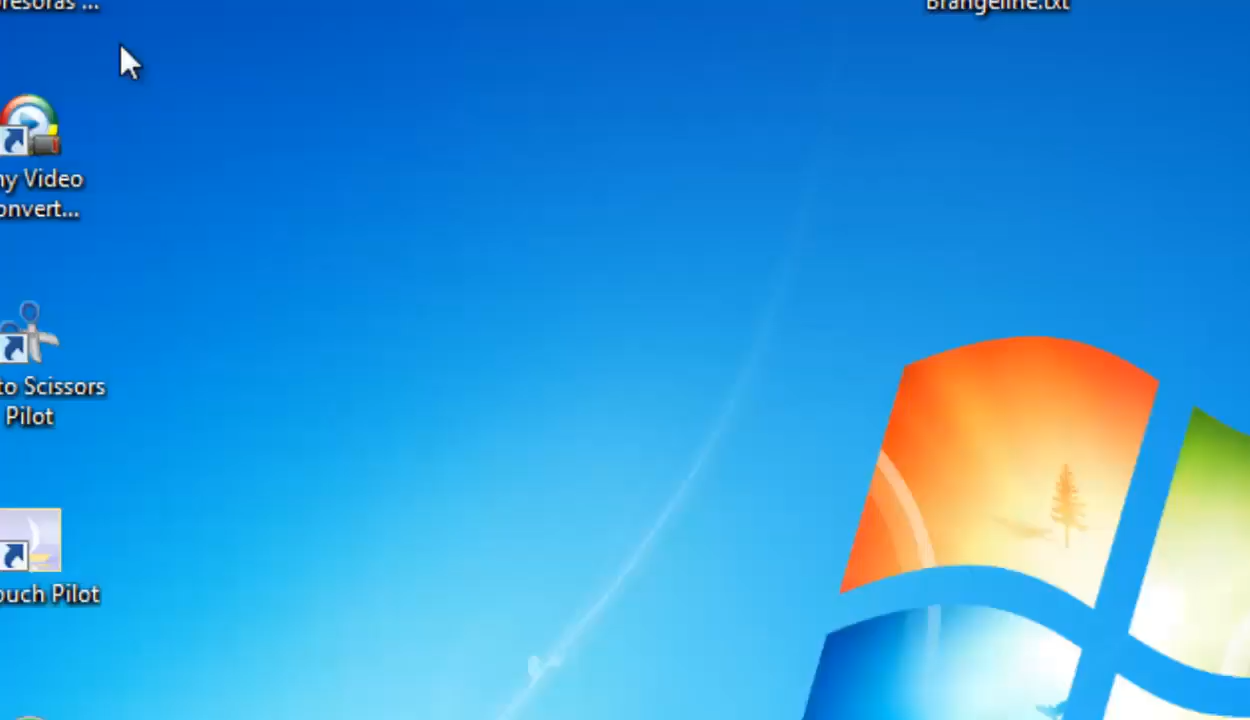 resoras ...
Brangeline.txt
ny Video
onvert...
to Scissors
Pilot
ouch Pilot